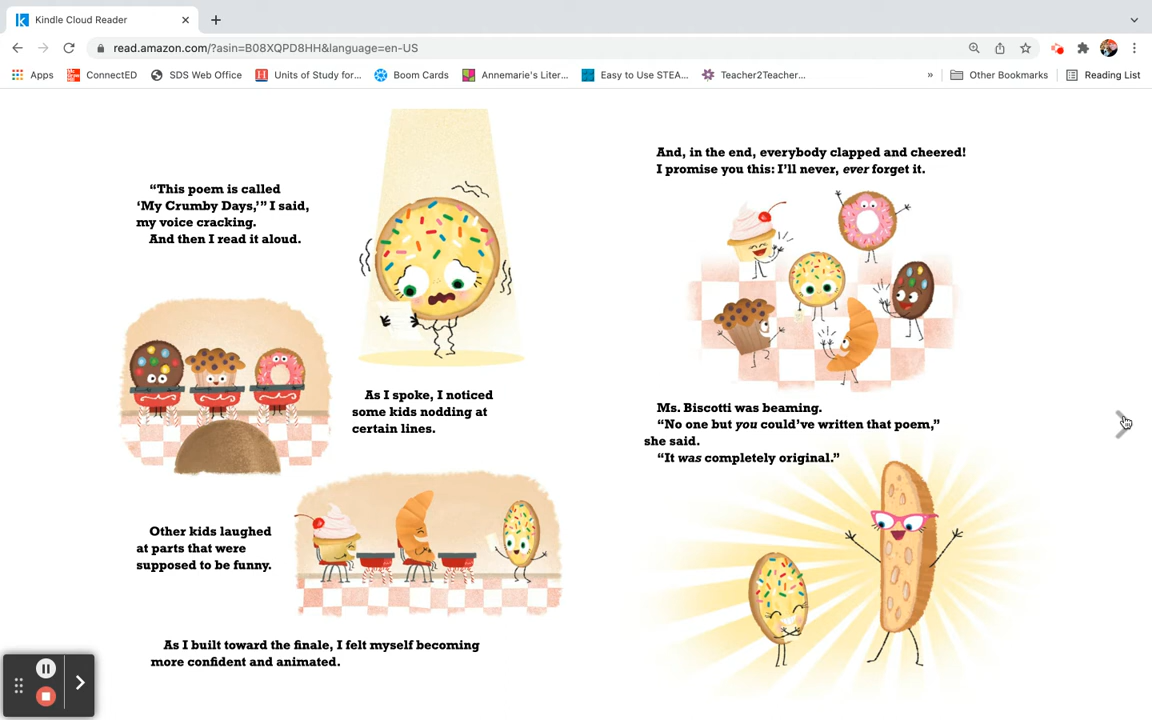 Kindle Cloud Reader
read.amazon.com/?asin=B08XQPD8HH&language=en-US
Apps
ConnectED
SDS Web Office
Units of Study for...
Boom Cards
Annemarie's Liter...
Easy to Use STEA...
Teacher2Teacher...
»
Other Bookmarks
Reading List
“This poem is called
‘My Crumby Days,’” I said,
my voice cracking.
And then I read it aloud.
As I spoke, I noticed
some kids nodding at
certain lines.
Other kids laughed
at parts that were
supposed to be funny.
As I built toward the finale, I felt myself becoming
more confident and animated.
And, in the end, everybody clapped and cheered!
I promise you this: I’ll never, ever forget it.
Ms. Biscotti was beaming.
“No one but you could’ve written that poem,”
she said.
“It was completely original.”